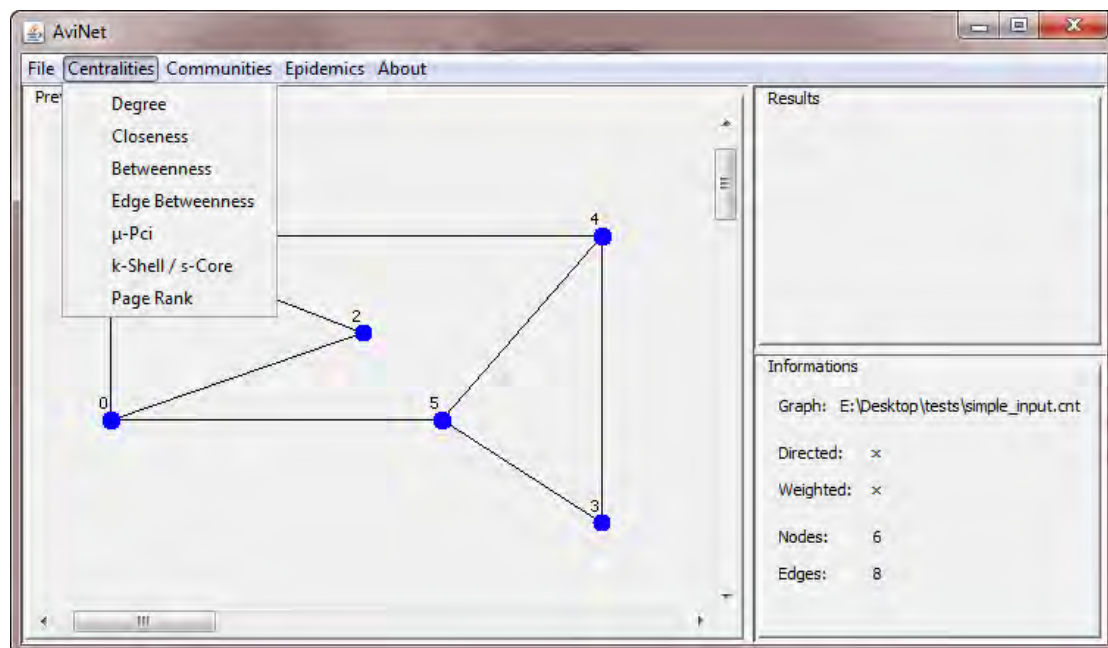 AviNet
File Centralities Communities Epidemics About
Degree
Closeness
Betweenness
Edge Betweenness
μ-Pci
k-Shell / s-Core
Page Rank
4
2
0
5
3
Results
Informations
Graph: E:\Desktop\tests\simple_input.cnt
Directed: ×
Weighted: ×
Nodes: 6
Edges: 8